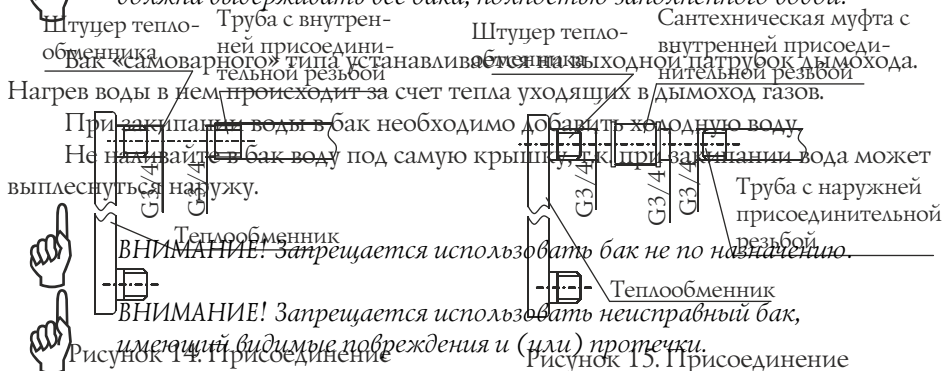 должна выдерживать вес бака, полностью заполненного водой.
Штуцер тепло-
обменника
Труба с внутрен-
ней присоедини-
тельной резьбой
Штуцер тепло-
обменника
Сантехническая муфта с
внутренней присоеди-
нительной резьбой
Бак «самоварного» типа устанавливается на выходной патрубок дымохода.
Нагрев воды в нем происходит за счет тепла уходящих в дымоход газов.
При закипании воды в бак необходимо добавить холодную воду.
Не наливайте в бак воду под самую крышку, т.к. при закипании вода может
выплеснуться наружу.
G3/4
G3/4
G3/4
G3/4
G3/4
Труба с наружней
присоединительной
резьбой
Теплообменник
ВНИМАНИЕ! Запрещается использовать бак не по назначению.
Теплообменник
ВНИМАНИЕ! Запрещается использовать неисправный бак,
имеющий видимые повреждения и (или) протечки.
Рисунок 14. Присоединение
Рисунок 15. Присоединение